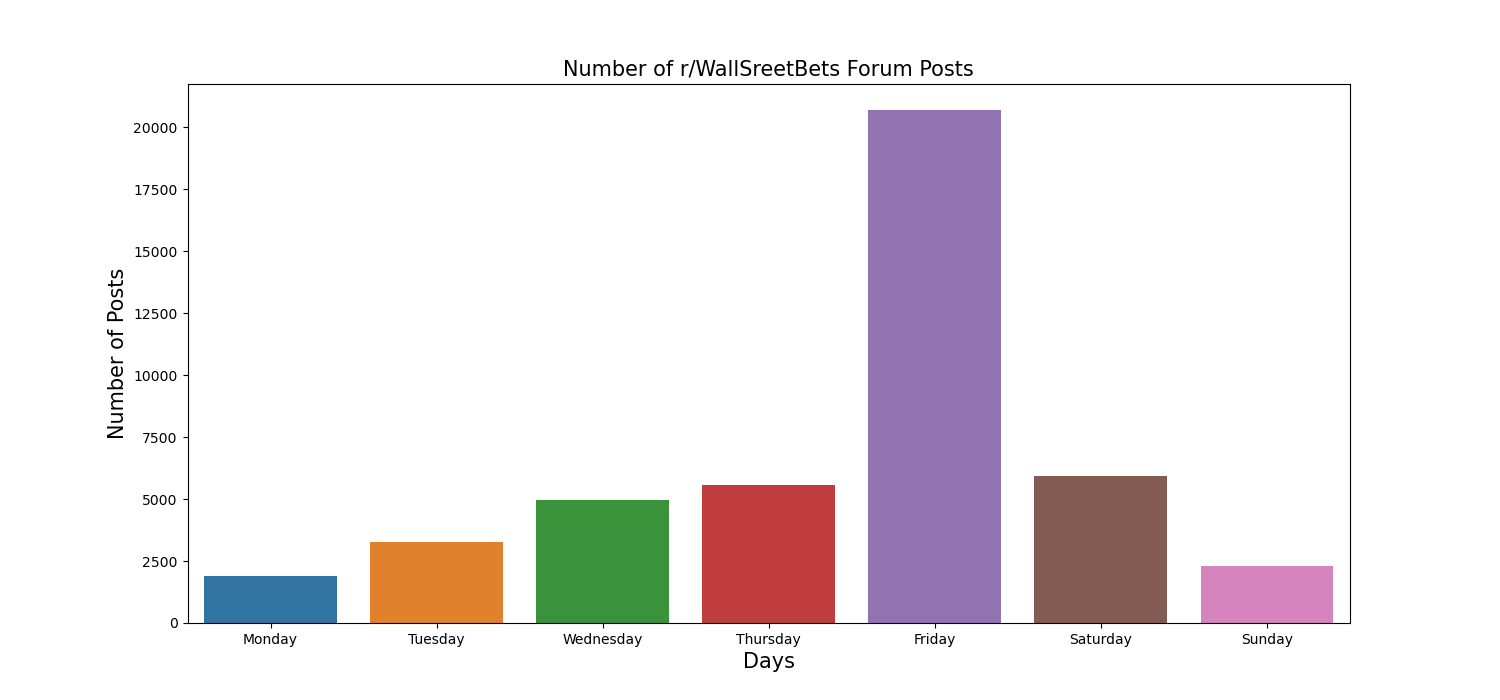 Number of r/WallSreetBets Forum Posts
20000
17500
15000
12500
10000
7500
5000
2500
0
Number of Posts
Monday Tuesday Wednesday Thursday Friday Saturday Sunday
Days